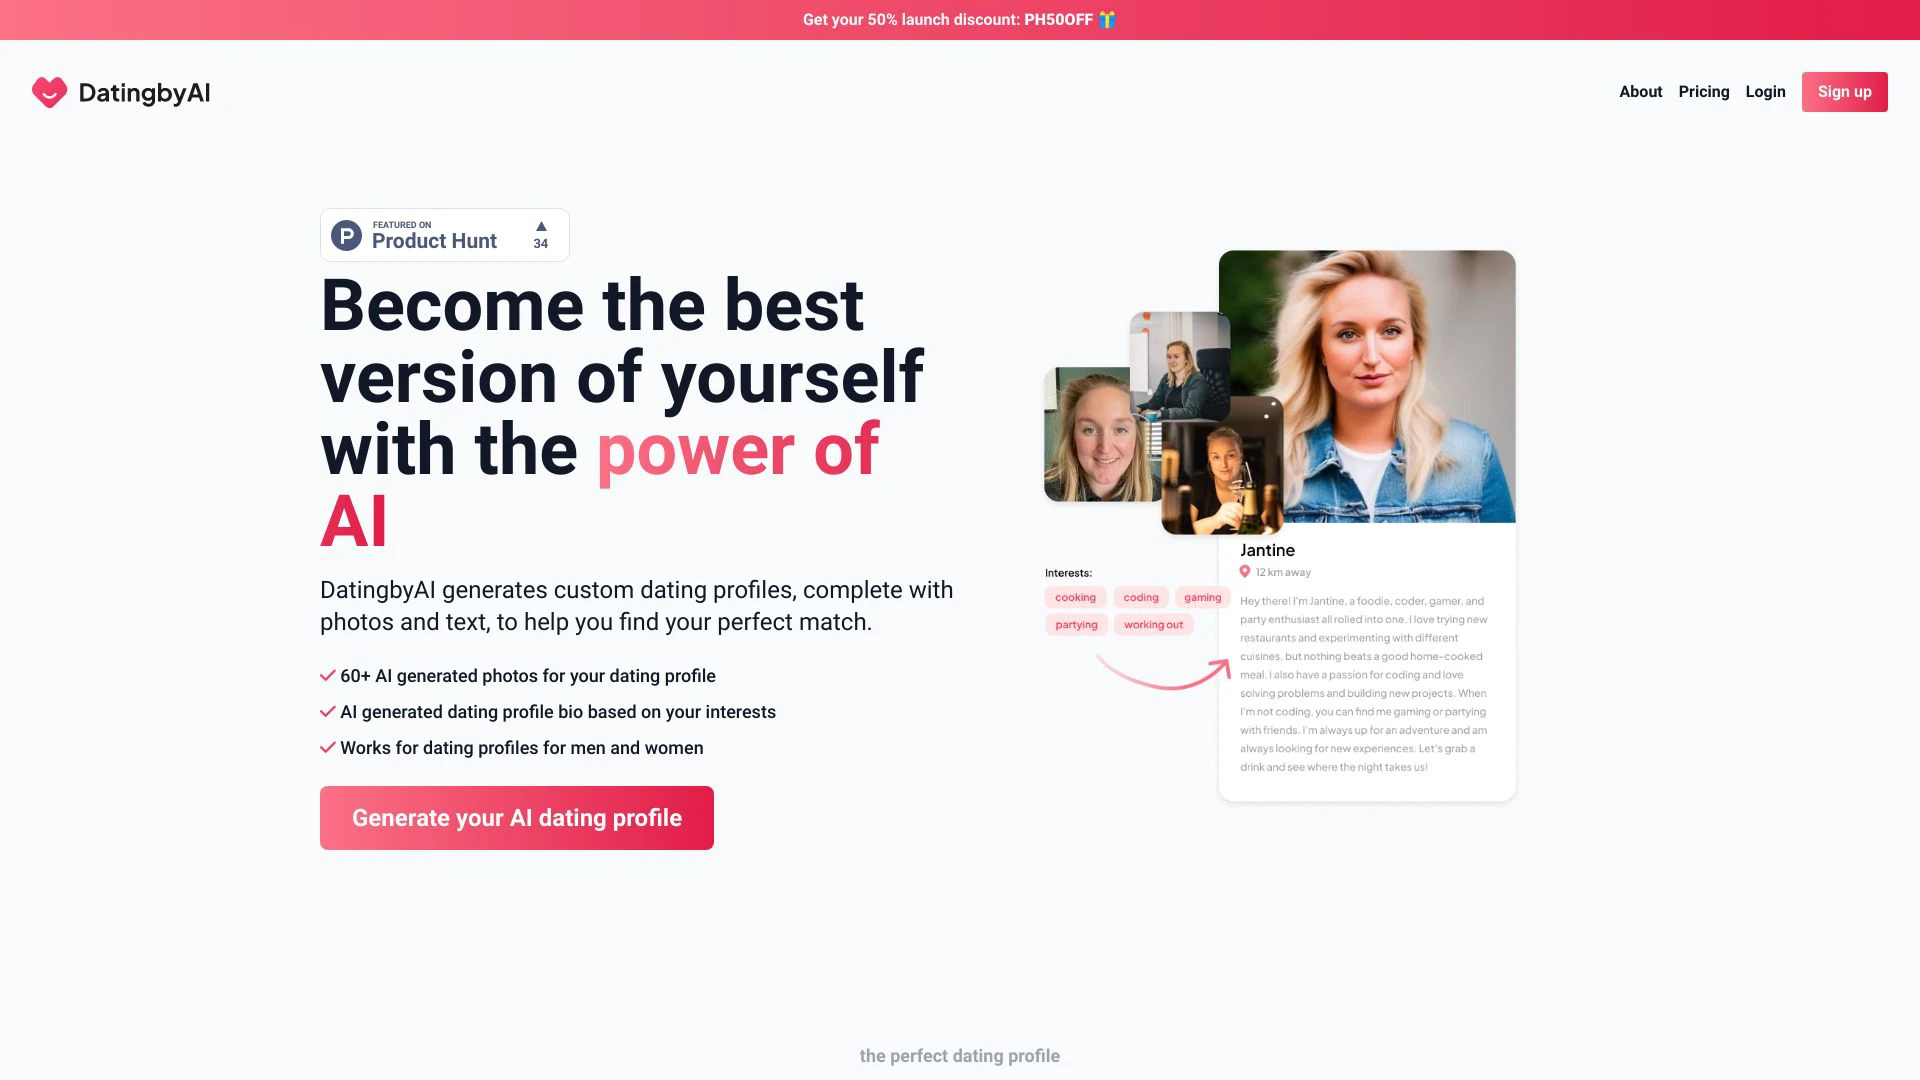 Get your 50% launch discount: PH50OFF 🎁
DatingbyAI
About
Pricing
Login
Sign up
FEATURED ON
Product Hunt
34
Become the best
version of yourself
with the power of
AI
DatingbyAI generates custom dating profiles, complete with
photos and text, to help you find your perfect match.
60+ AI generated photos for your dating profile
AI generated dating profile bio based on your interests
Works for dating profiles for men and women
Generate your AI dating profile
Interests:
cooking
coding
gaming
partying
working out
Jantine
12 km away
Hey there! I'm Jantine, a foodie, coder, gamer, and
party enthusiast all rolled into one. I love trying new
restaurants and experimenting with different
cuisines, but nothing beats a good home-cooked
meal. I also have a passion for coding and love
solving problems and building new projects. When
I'm not coding, you can find me gaming or partying
with friends. I'm always up for an adventure and am
always looking for new experiences. Let's grab a
drink and see where the night takes us!
the perfect dating profile